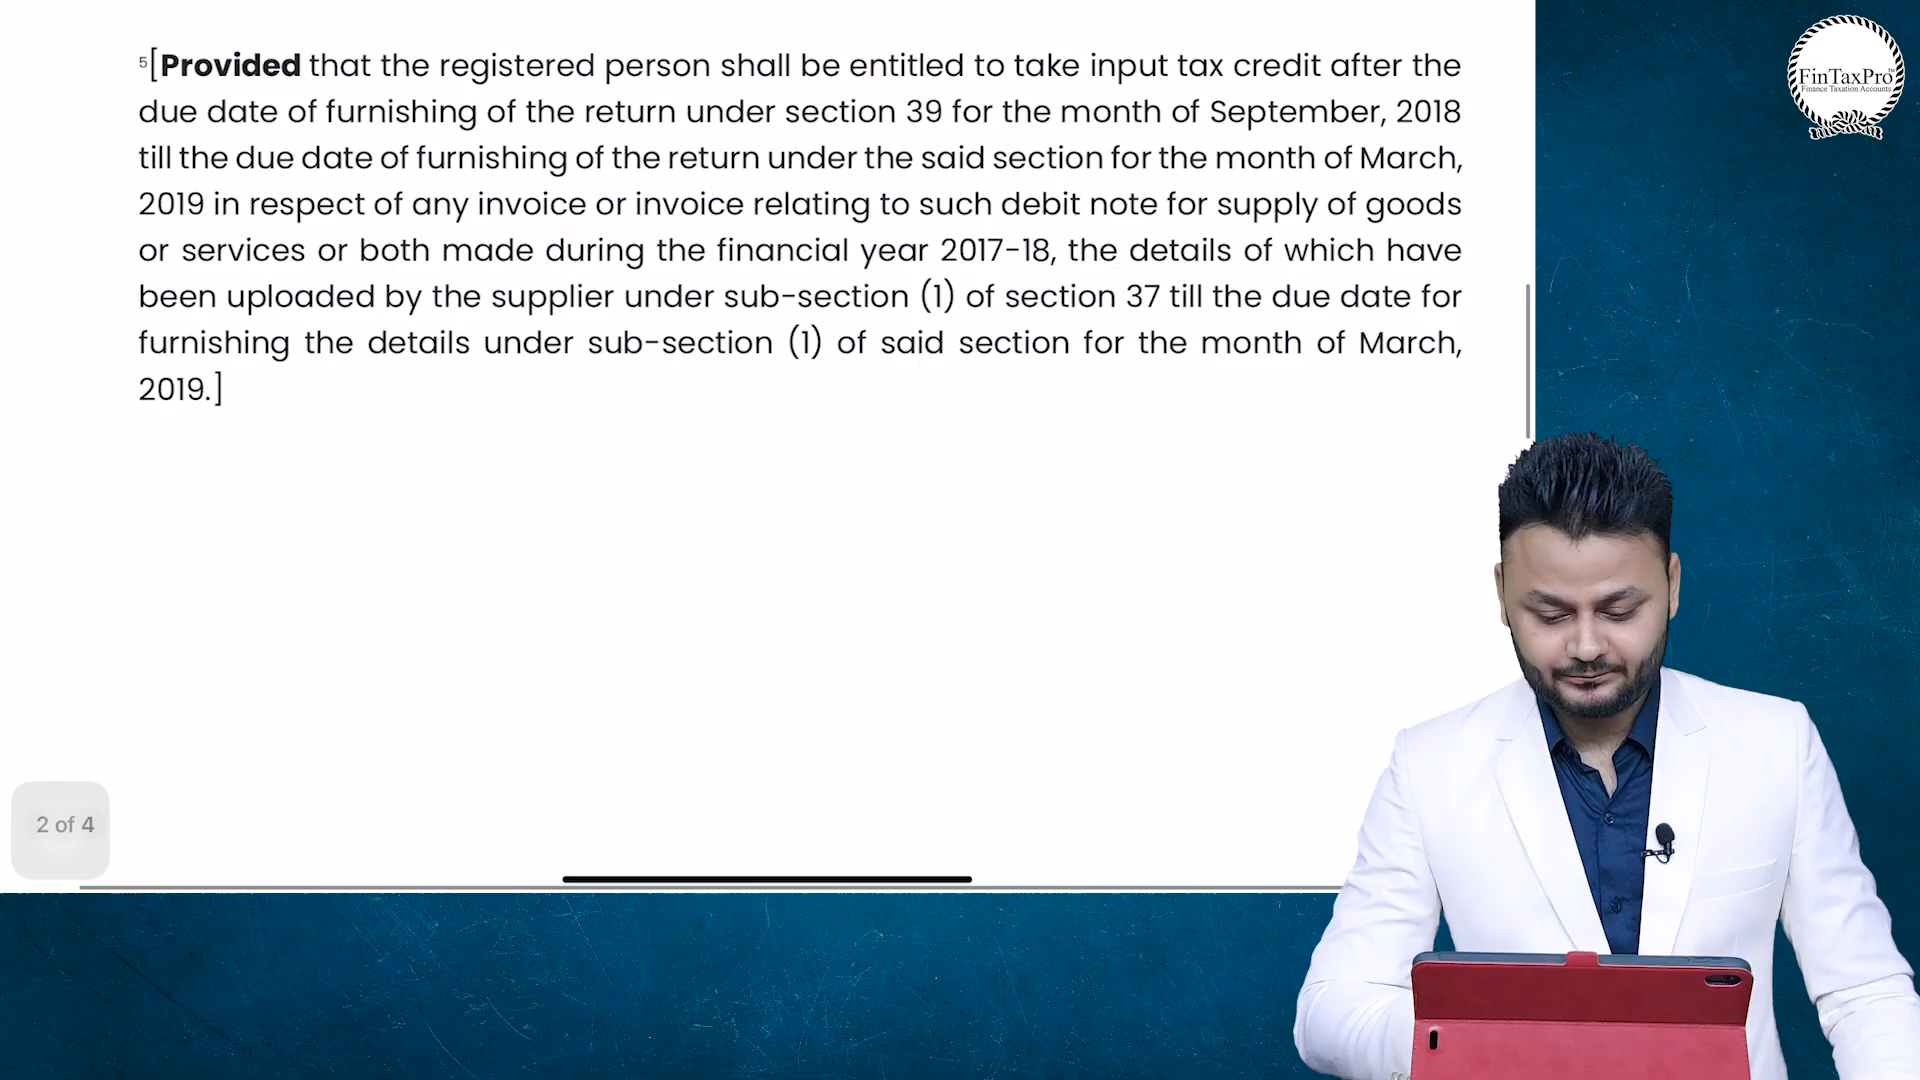 ⁵[Provided that the registered person shall be entitled to take input tax credit after the
due date of furnishing of the return under section 39 for the month of September, 2018
till the due date of furnishing of the return under the said section for the month of March,
2019 in respect of any invoice or invoice relating to such debit note for supply of goods
or services or both made during the financial year 2017-18, the details of which have
been uploaded by the supplier under sub-section (1) of section 37 till the due date for
furnishing the details under sub-section (1) of said section for the month of March,
2019.]
2 of 4
FinTaxPro
Finance Taxation Accounts